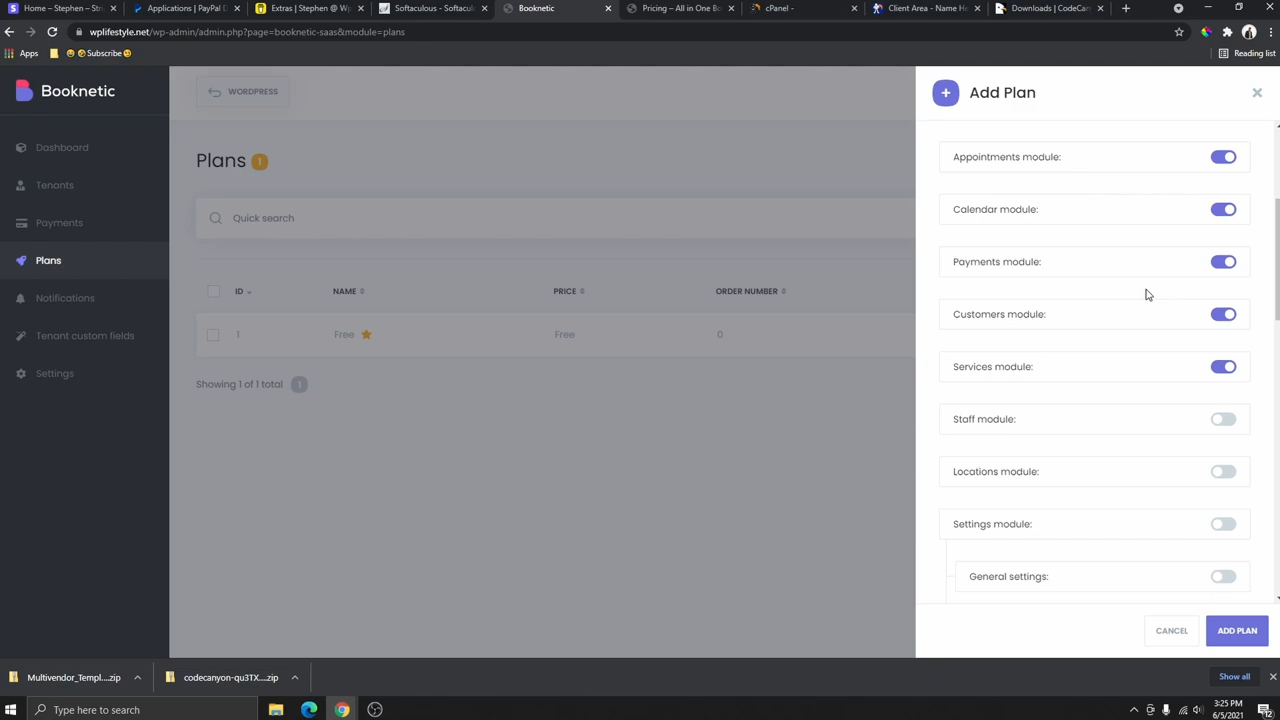 Home – Stephen – Str
Applications | PayPal D
Extras | Stephen @ Wp
Softaculous - Softacul
Booknetic
Pricing – All in One Bo
cPanel -
Client Area - Name He
Downloads | CodeCan
wplifestyle.net/wp-admin/admin.php?page=booknetic-saas&module=plans
Apps
Subscribe
Reading list
Booknetic
WORDPRESS
Add Plan
Dashboard
Tenants
Payments
Plans
Notifications
Tenant custom fields
Settings
Plans 1
Quick search
ID NAME PRICE ORDER NUMBER
1 Free Free 0
Showing 1 of 1 total 1
Appointments module:
Calendar module:
Payments module:
Customers module:
Services module:
Staff module:
Locations module:
Settings module:
General settings:
CANCEL ADD PLAN
Multivendor_Templ....zip
codecanyon-qu3TX....zip
Show all
Type here to search
3:25 PM
6/5/2021